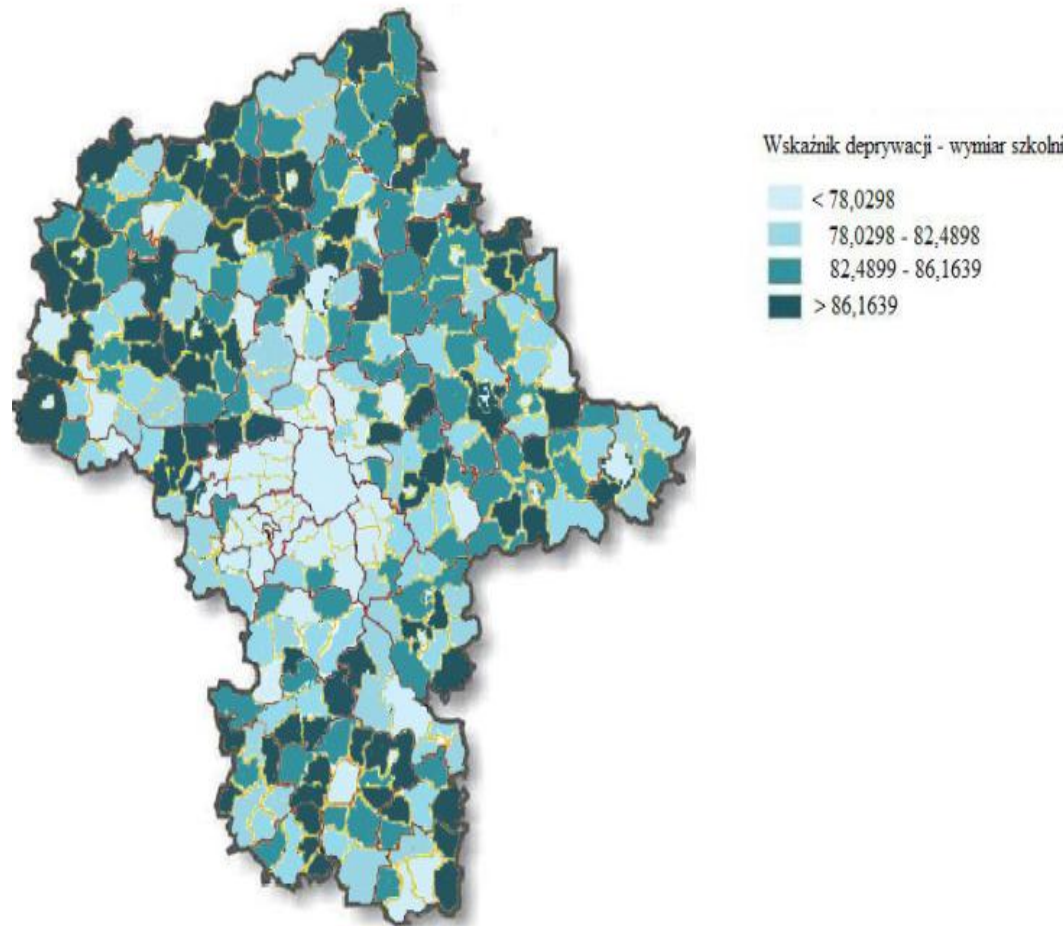 Wskaźnik deprywacji - wymiar szkolni
< 78,0298
78,0298 - 82,4898
82,4899 - 86,1639
> 86,1639